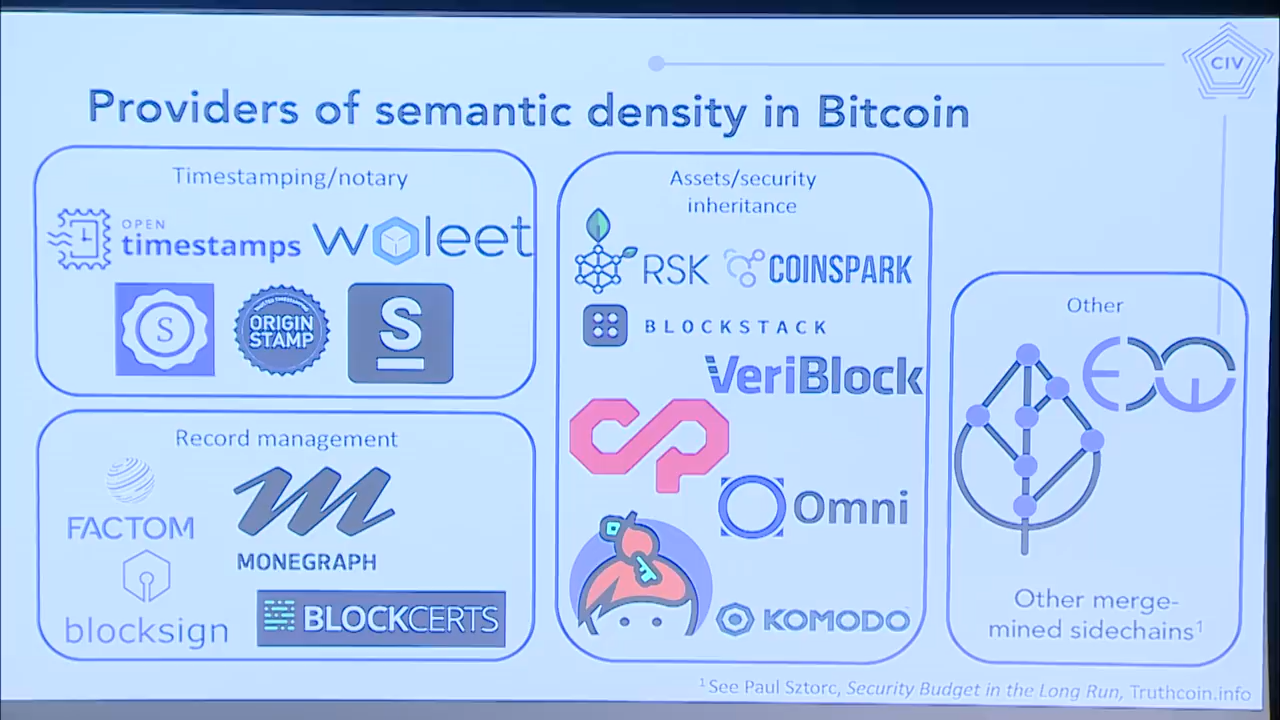 CIV
Providers of semantic density in Bitcoin
Timestamping/notary
OPEN
timestamps
woleet
S
ORIGIN
STAMP
S
Record management
FACTOM
MONEGRAPH
blocksign
BLOCKCERTS
Assets/security
inheritance
RSK
COINSPARK
BLOCKSTACK
VeriBlock
Omni
KOMODO
Other
Other merge-
mined sidechains¹
¹ See Paul Sztorc, Security Budget in the Long Run, Truthcoin.info